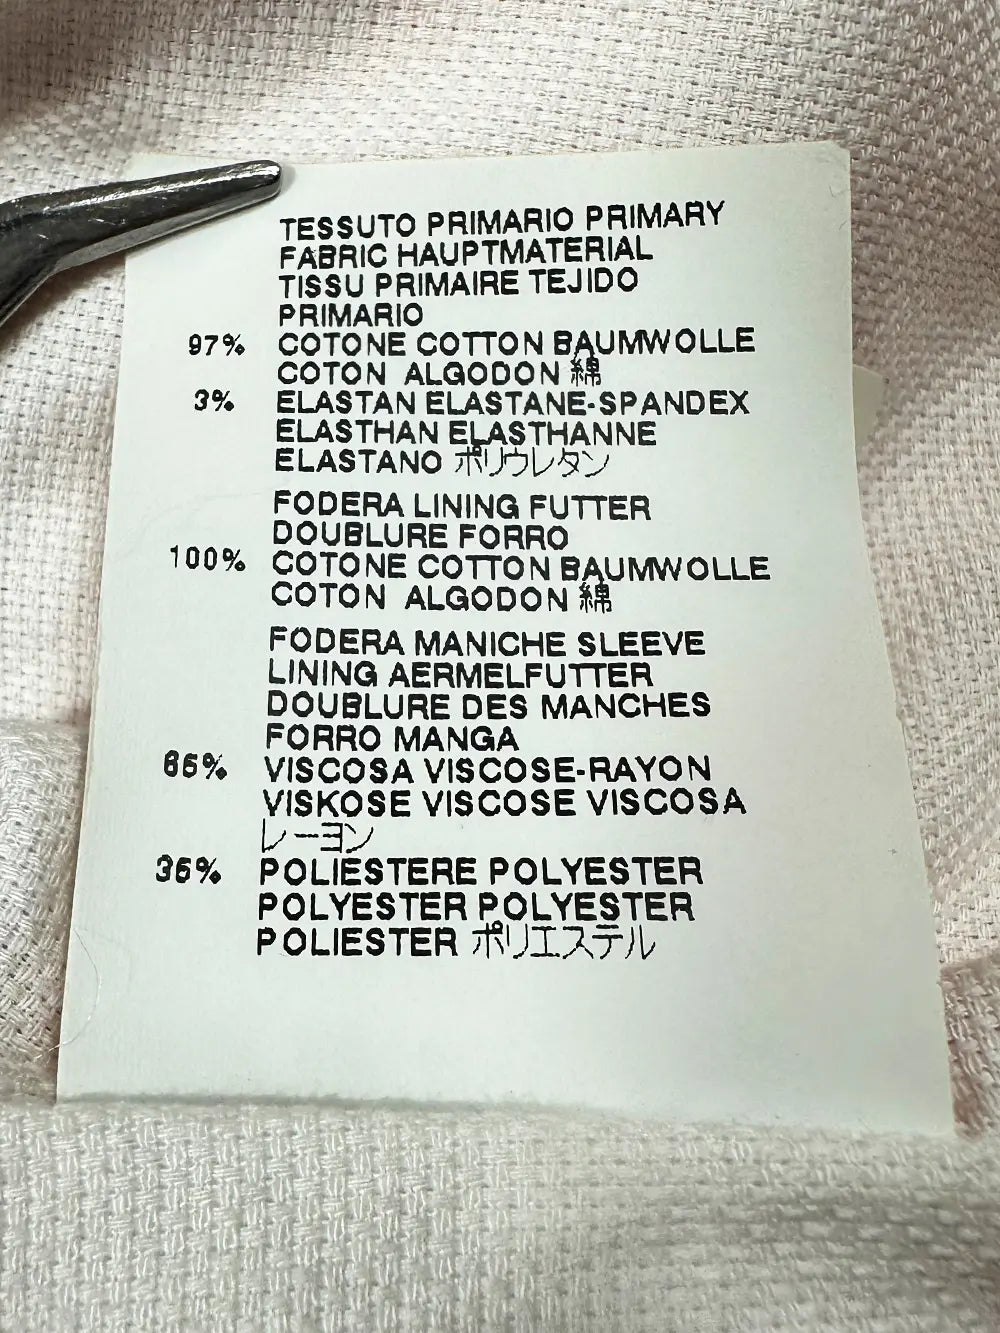 TESSUTO PRIMARIO PRIMARY
FABRIC HAUPTMATERIAL
TISSU PRIMAIRE TEJIDO
PRIMARIO
97% COTONE COTTON BAUMWOLLE
COTON ALGODON 綿
3% ELASTAN ELASTANE-SPANDEX
ELASTHAN ELASTHANNE
ELASTANO ポリウレタン
FODERA LINING FUTTER
DOUBLURE FORRO
100% COTONE COTTON BAUMWOLLE
COTON ALGODON 綿
FODERA MANICHE SLEEVE
LINING AERMELFUTTER
DOUBLURE DES MANCHES
FORRO MANGA
VISCOSA VISCOSE-RAYON
VISKOSE VISCOSE VISCOSA
レーヨン
POLIESTERE POLYESTER
POLYESTER POLYESTER
POLIESTER ポリエステル